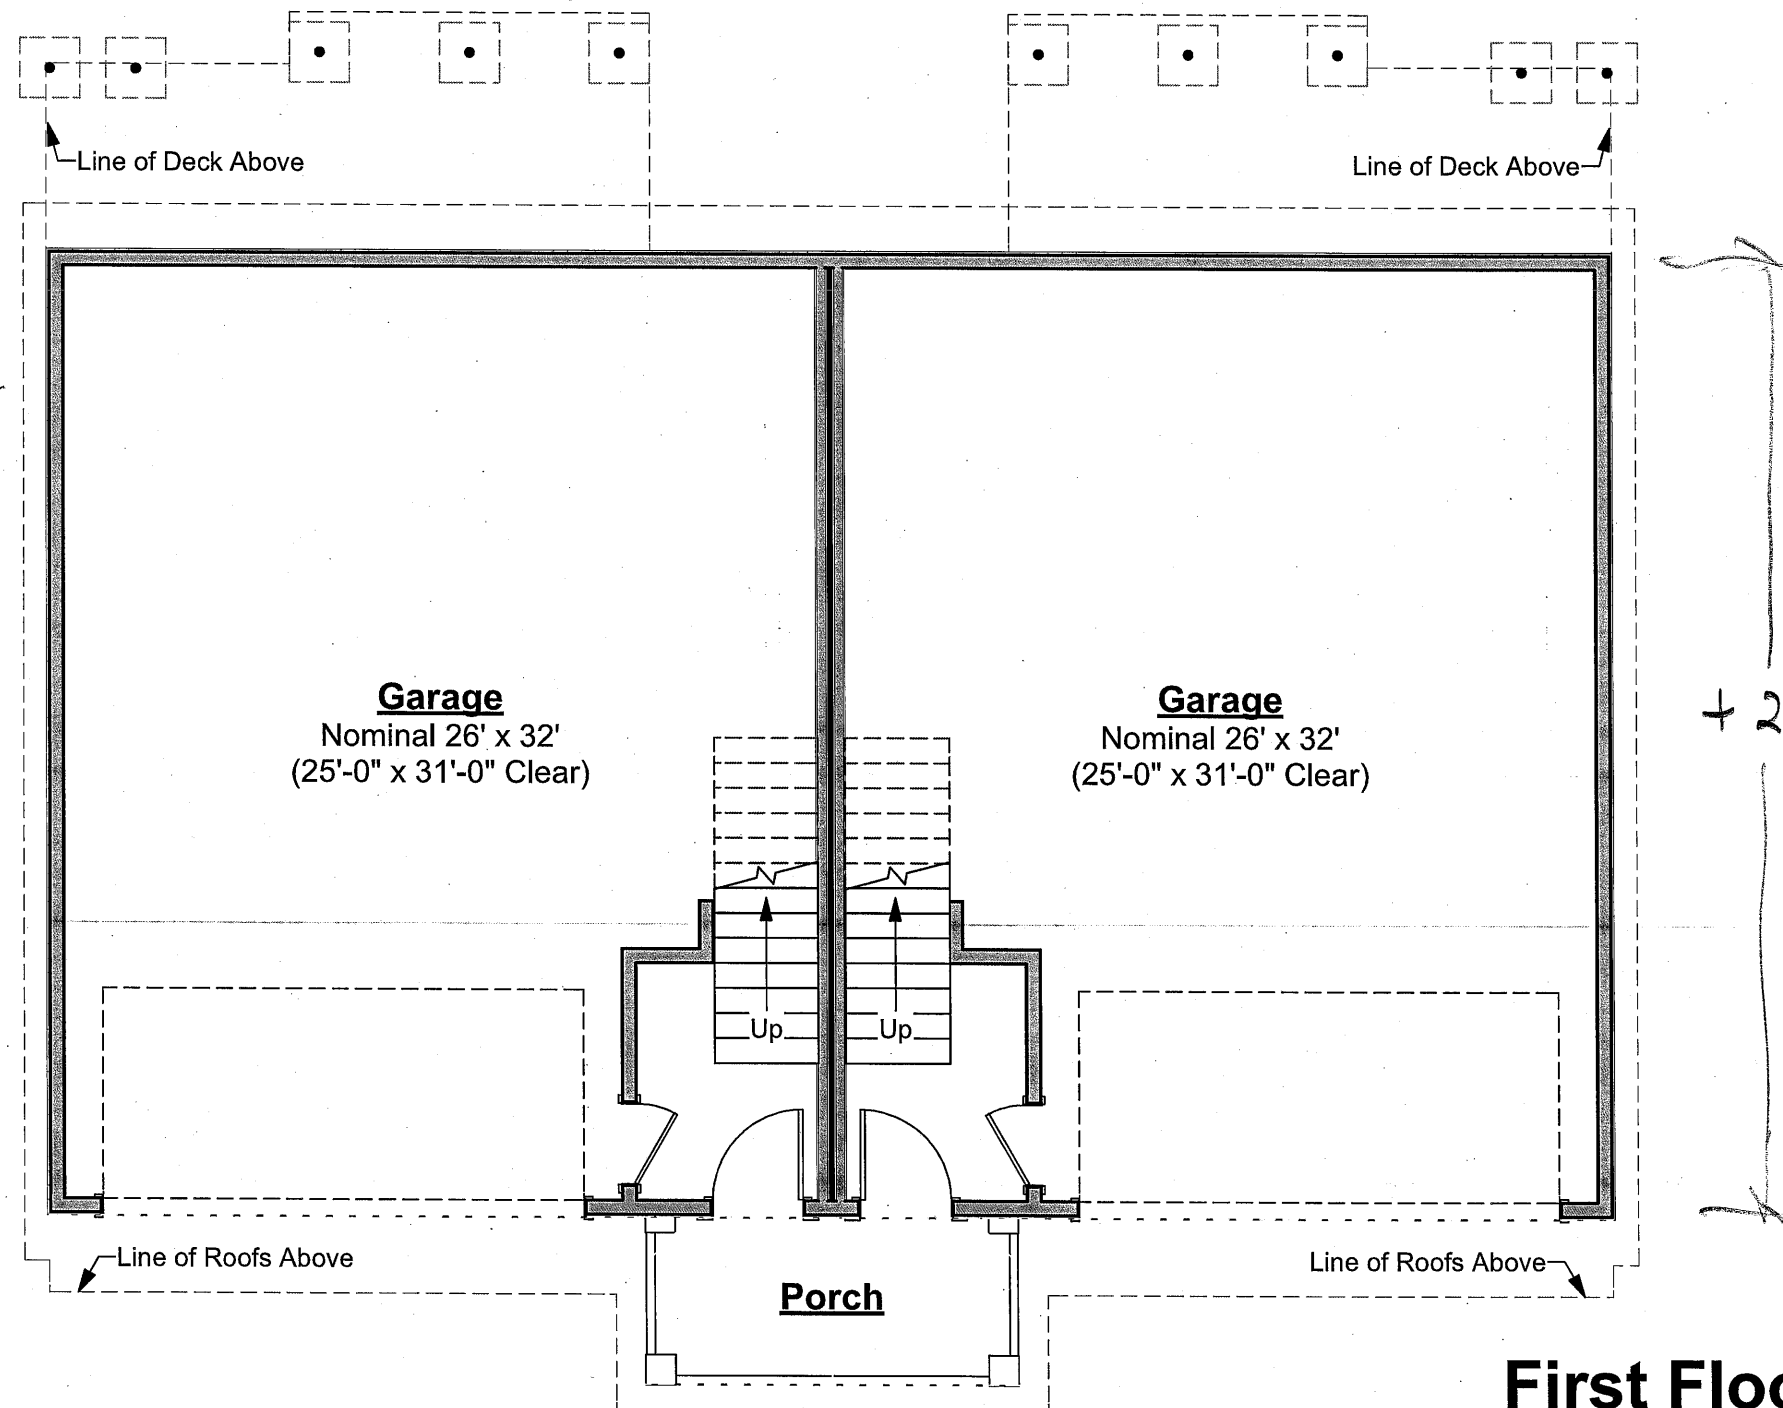 Line of Deck Above
Line of Deck Above
Garage
Nominal 26' x 32'
(25'-0" x 31'-0" Clear)
Garage
Nominal 26' x 32'
(25'-0" x 31'-0" Clear)
+ 2
Up
Up
Line of Roofs Above
Line of Roofs Above
Porch
First Floo